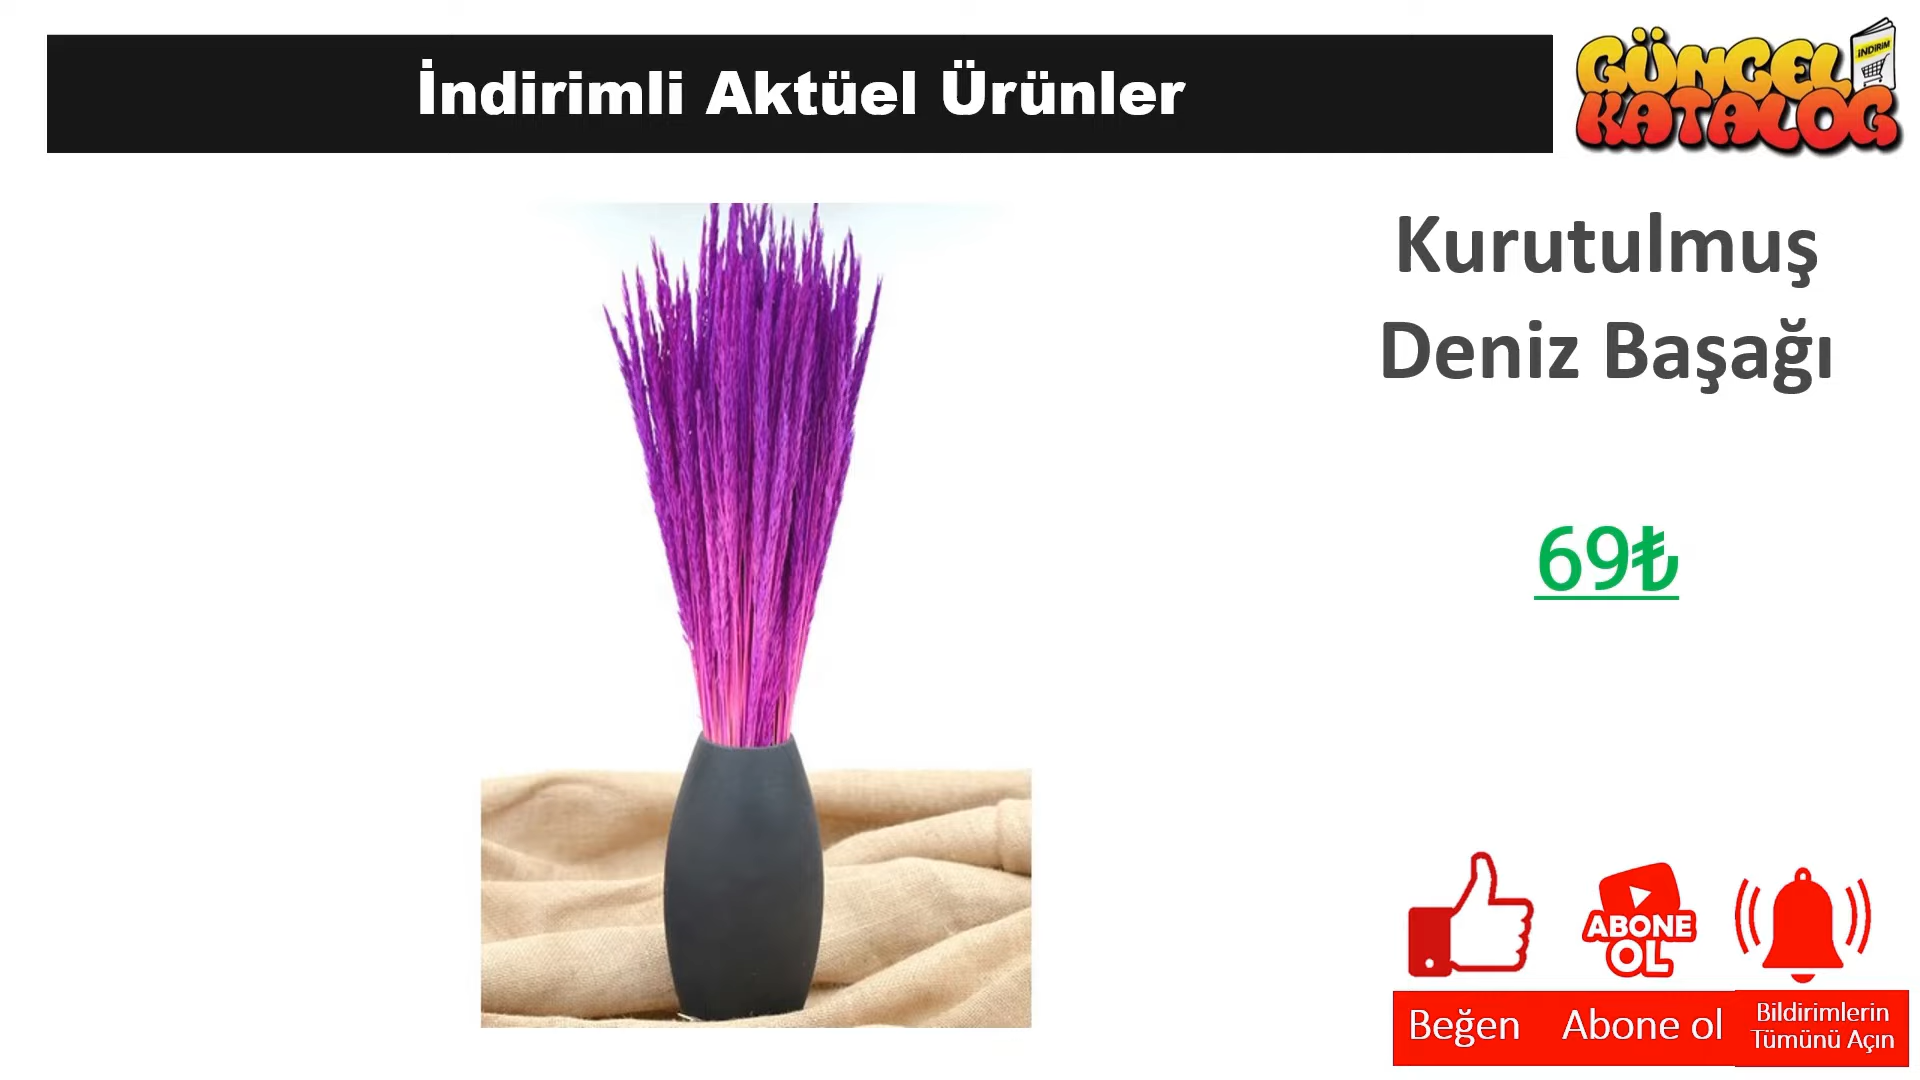 İndirimli Aktüel Ürünler
GÜNCEL
KATALOG
İNDİRİM
Kurutulmuş
Deniz Başağı
69₺
ABONE
OL
Beğen
Abone ol
Bildirimlerin
Tümünü Açın